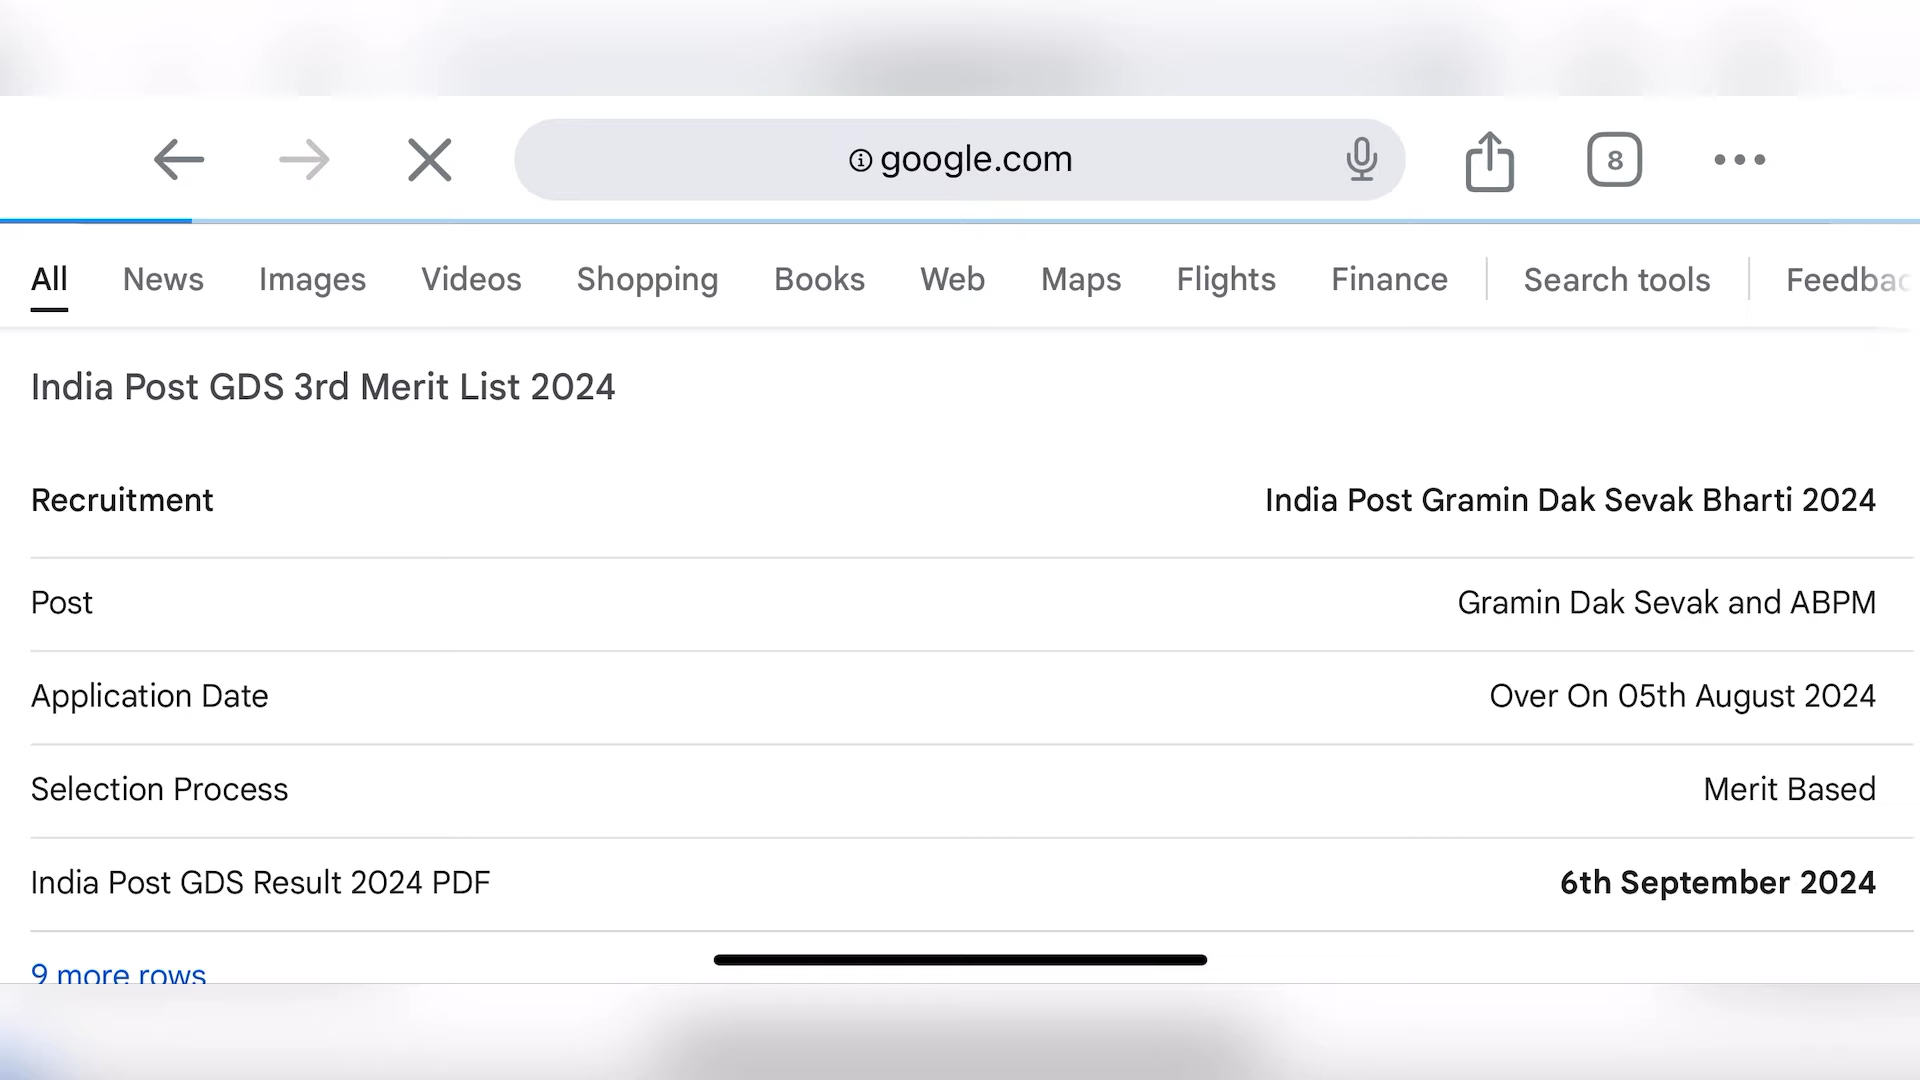 google.com
8
All News Images Videos Shopping Books Web Maps Flights Finance Search tools Feedbac
India Post GDS 3rd Merit List 2024
Recruitment India Post Gramin Dak Sevak Bharti 2024
Post Gramin Dak Sevak and ABPM
Application Date Over On 05th August 2024
Selection Process Merit Based
India Post GDS Result 2024 PDF 6th September 2024
9 more rows